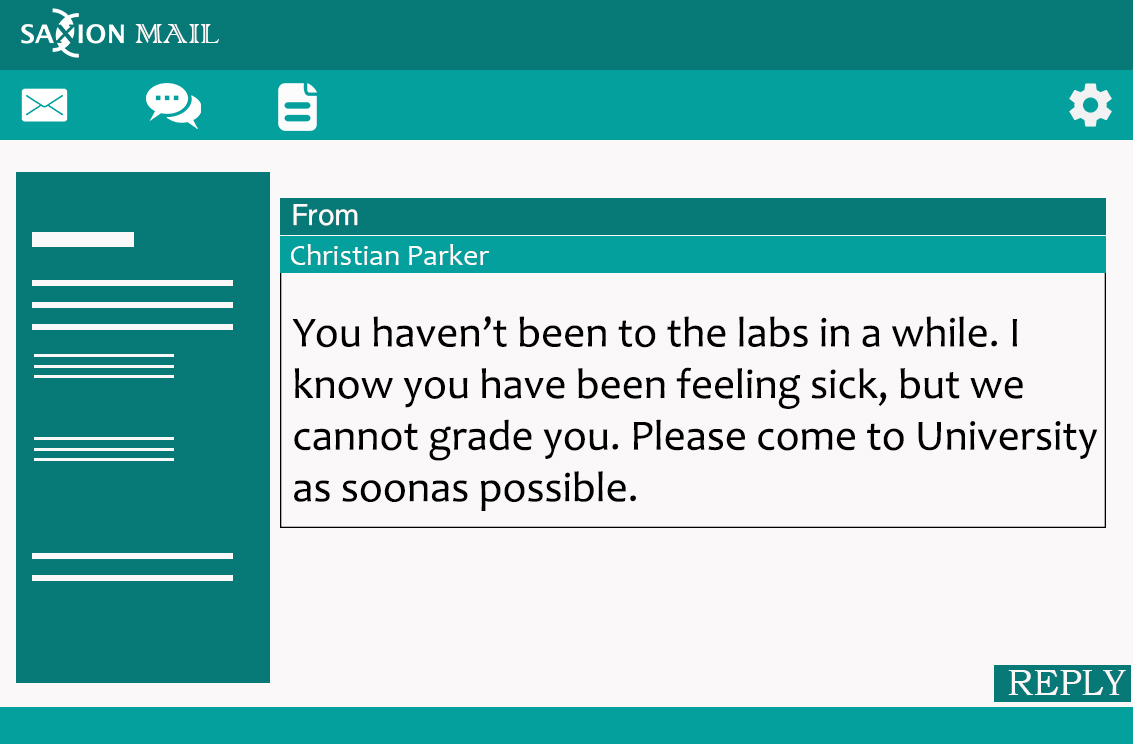 SAXION MAIL
From
Christian Parker
You haven’t been to the labs in a while. I
know you have been feeling sick, but we
cannot grade you. Please come to University
as soonas possible.
REPLY